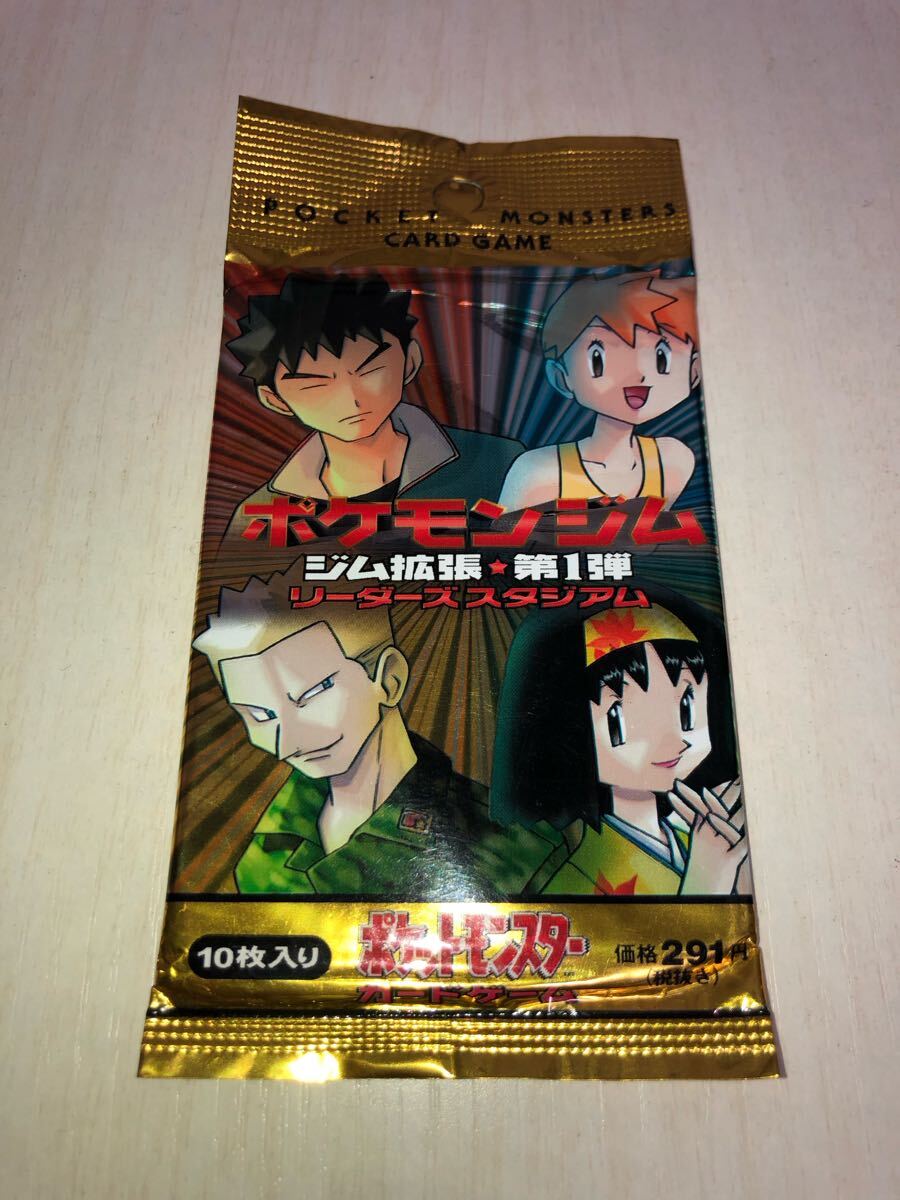 POCKET MONSTERS
CARD GAME
ポケモンジム
ジム拡張★第1弾
リーダーズスタジアム
10枚入り
ポケットモンスター
カードゲーム
価格291円
(税抜き)